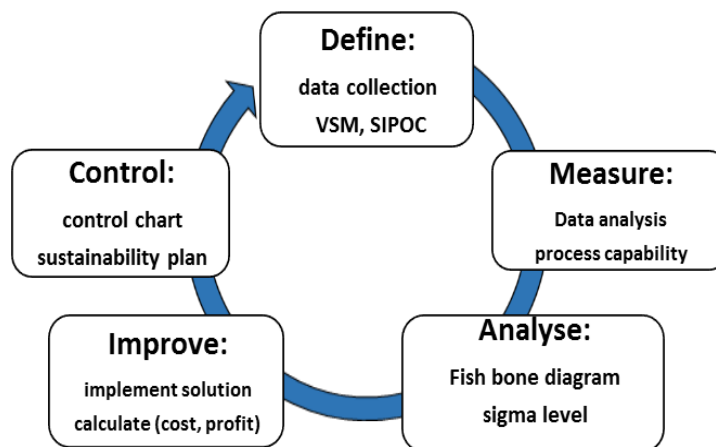 Define:
data collection
VSM, SIPOC
Measure:
Data analysis
process capability
Analyse:
Fish bone diagram
sigma level
Improve:
implement solution
calculate (cost, profit)
Control:
control chart
sustainability plan